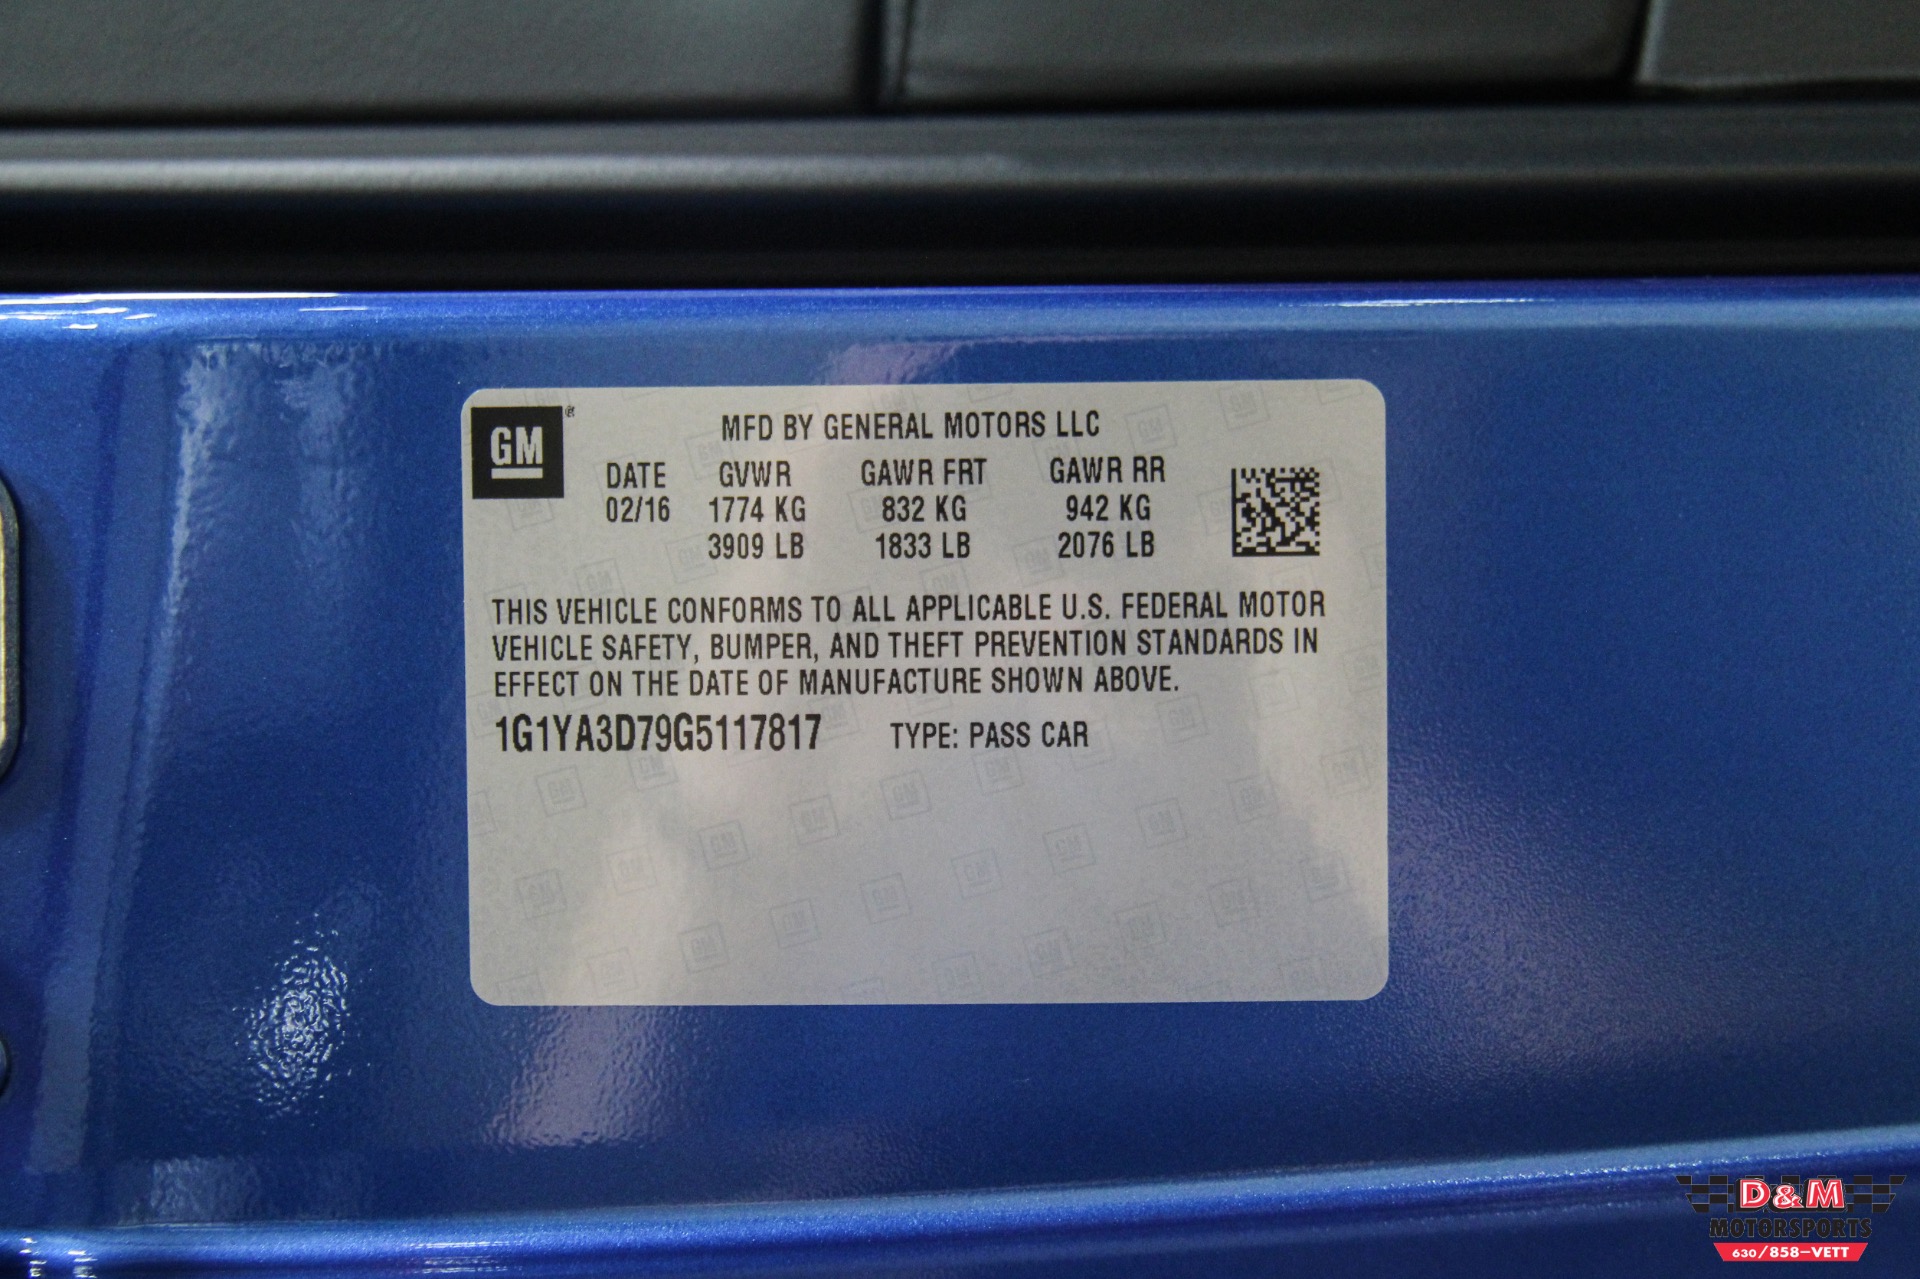 GM
MFD BY GENERAL MOTORS LLC
DATE GVWR GAWR FRT GAWR RR
02/16 1774 KG 832 KG 942 KG
3909 LB 1833 LB 2076 LB
THIS VEHICLE CONFORMS TO ALL APPLICABLE U.S. FEDERAL MOTOR
VEHICLE SAFETY, BUMPER, AND THEFT PREVENTION STANDARDS IN
EFFECT ON THE DATE OF MANUFACTURE SHOWN ABOVE.
1G1YA3D79G5117817 TYPE: PASS CAR
D&M
MOTORSPORTS
630/858-VETT